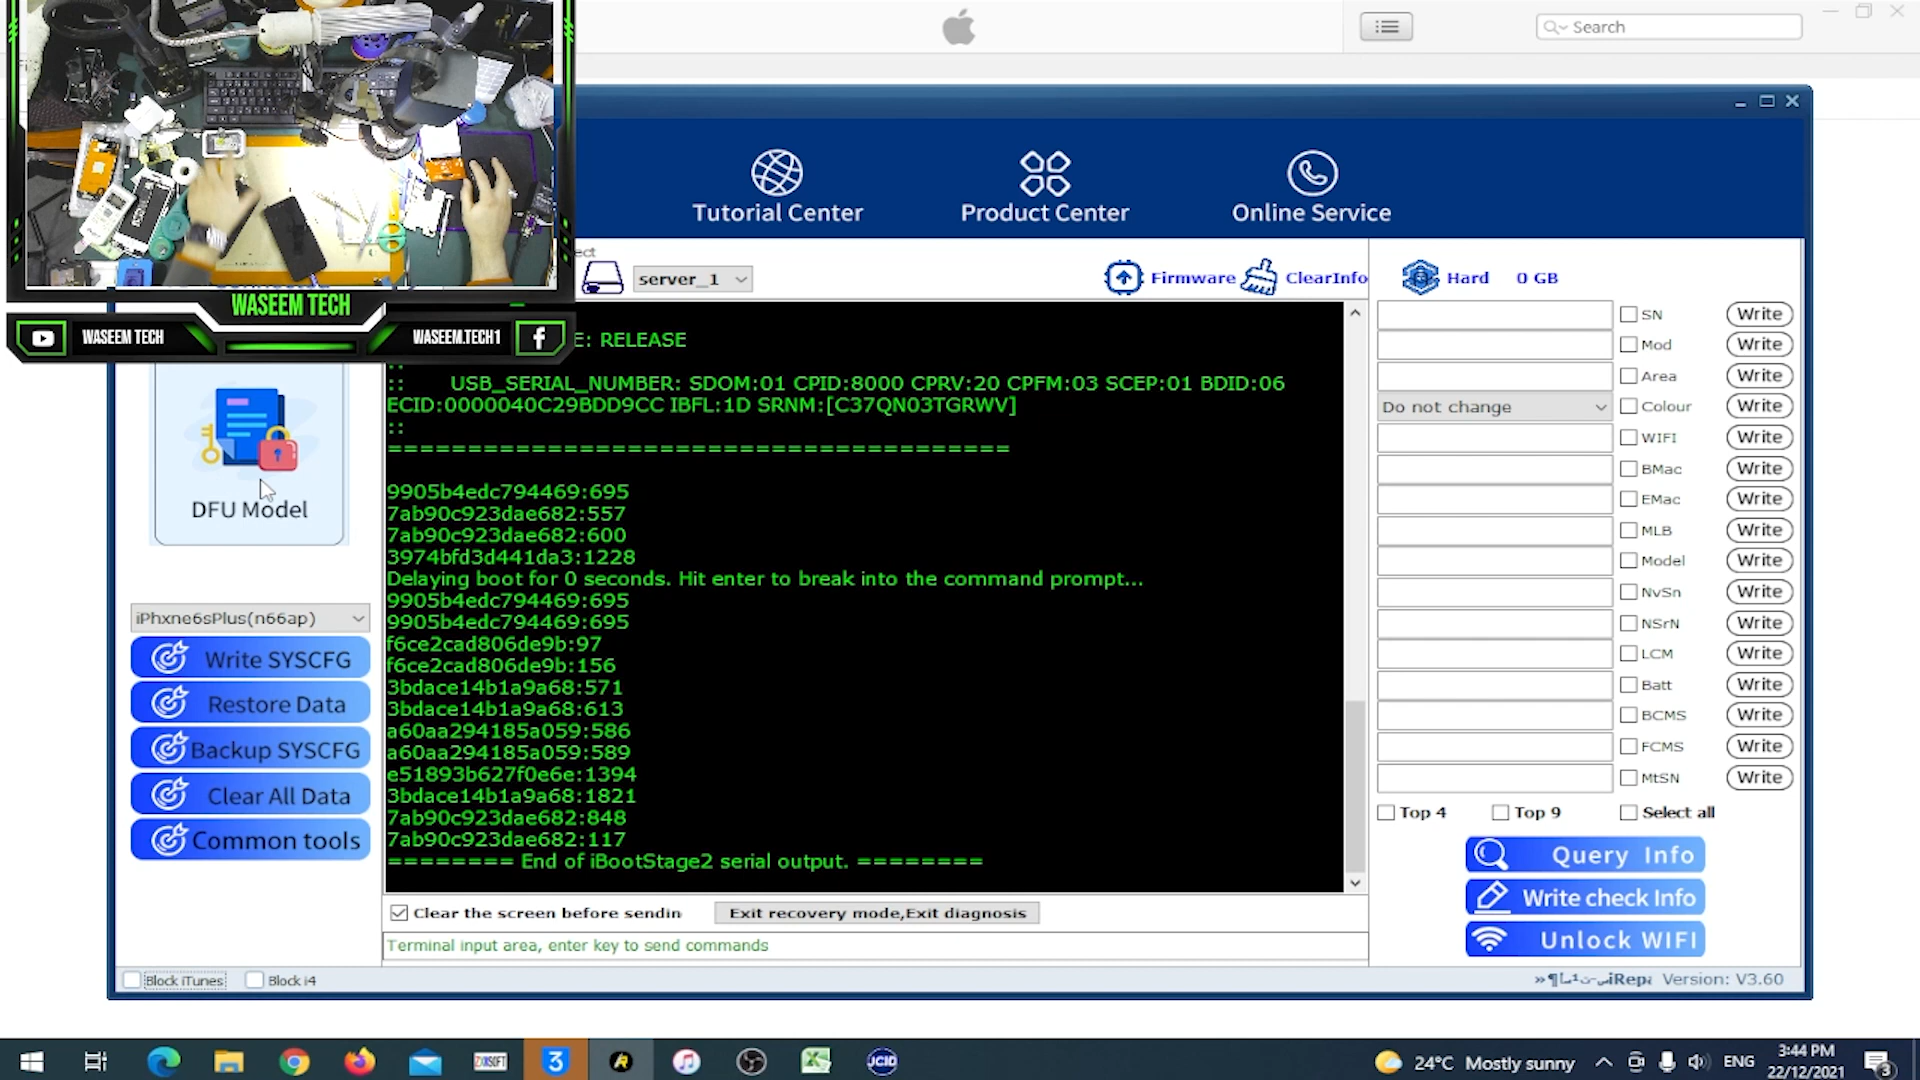 Search
Tutorial Center
Product Center
Online Service
WASEEM TECH
WASEEM TECH
WASEEM.TECH1
ect
server_1
Firmware
ClearInfo
Hard 0 GB
E: RELEASE
::
:: USB_SERIAL_NUMBER: SDOM:01 CPID:8000 CPRV:20 CPFM:03 SCEP:01 BDID:06
ECID:0000040C29BDD9CC IBFL:1D SRNM:[C37QN03TGRWV]
::
=======================================
9905b4edc794469:695
7ab90c923dae682:557
7ab90c923dae682:600
3974bfd3d441da3:1228
Delaying boot for 0 seconds. Hit enter to break into the command prompt...
9905b4edc794469:695
9905b4edc794469:695
f6ce2cad806de9b:97
f6ce2cad806de9b:156
3bdace14b1a9a68:571
3bdace14b1a9a68:613
a60aa294185a059:586
a60aa294185a059:589
e51893b627f0e6e:1394
3bdace14b1a9a68:1821
7ab90c923dae682:848
7ab90c923dae682:117
======== End of iBootStage2 serial output. ========
DFU Model
iPhxne6sPlus(n66ap)
Write SYSCFG
Restore Data
Backup SYSCFG
Clear All Data
Common tools
Clear the screen before sendin
Exit recovery mode,Exit diagnosis
Terminal input area, enter key to send commands
Block iTunes
Block i4
SN Write
Mod Write
Area Write
Do not change Colour Write
WIFI Write
BMac Write
EMac Write
MLB Write
Model Write
NvSn Write
NSrN Write
LCM Write
Batt Write
BCMS Write
FCMS Write
MtSN Write
Top 4 Top 9 Select all
Query Info
Write check Info
Unlock WIFI
Version: V3.60
ZXWSOFT
3
JCID
24°C Mostly sunny
ENG
3:44 PM
22/12/2021
3